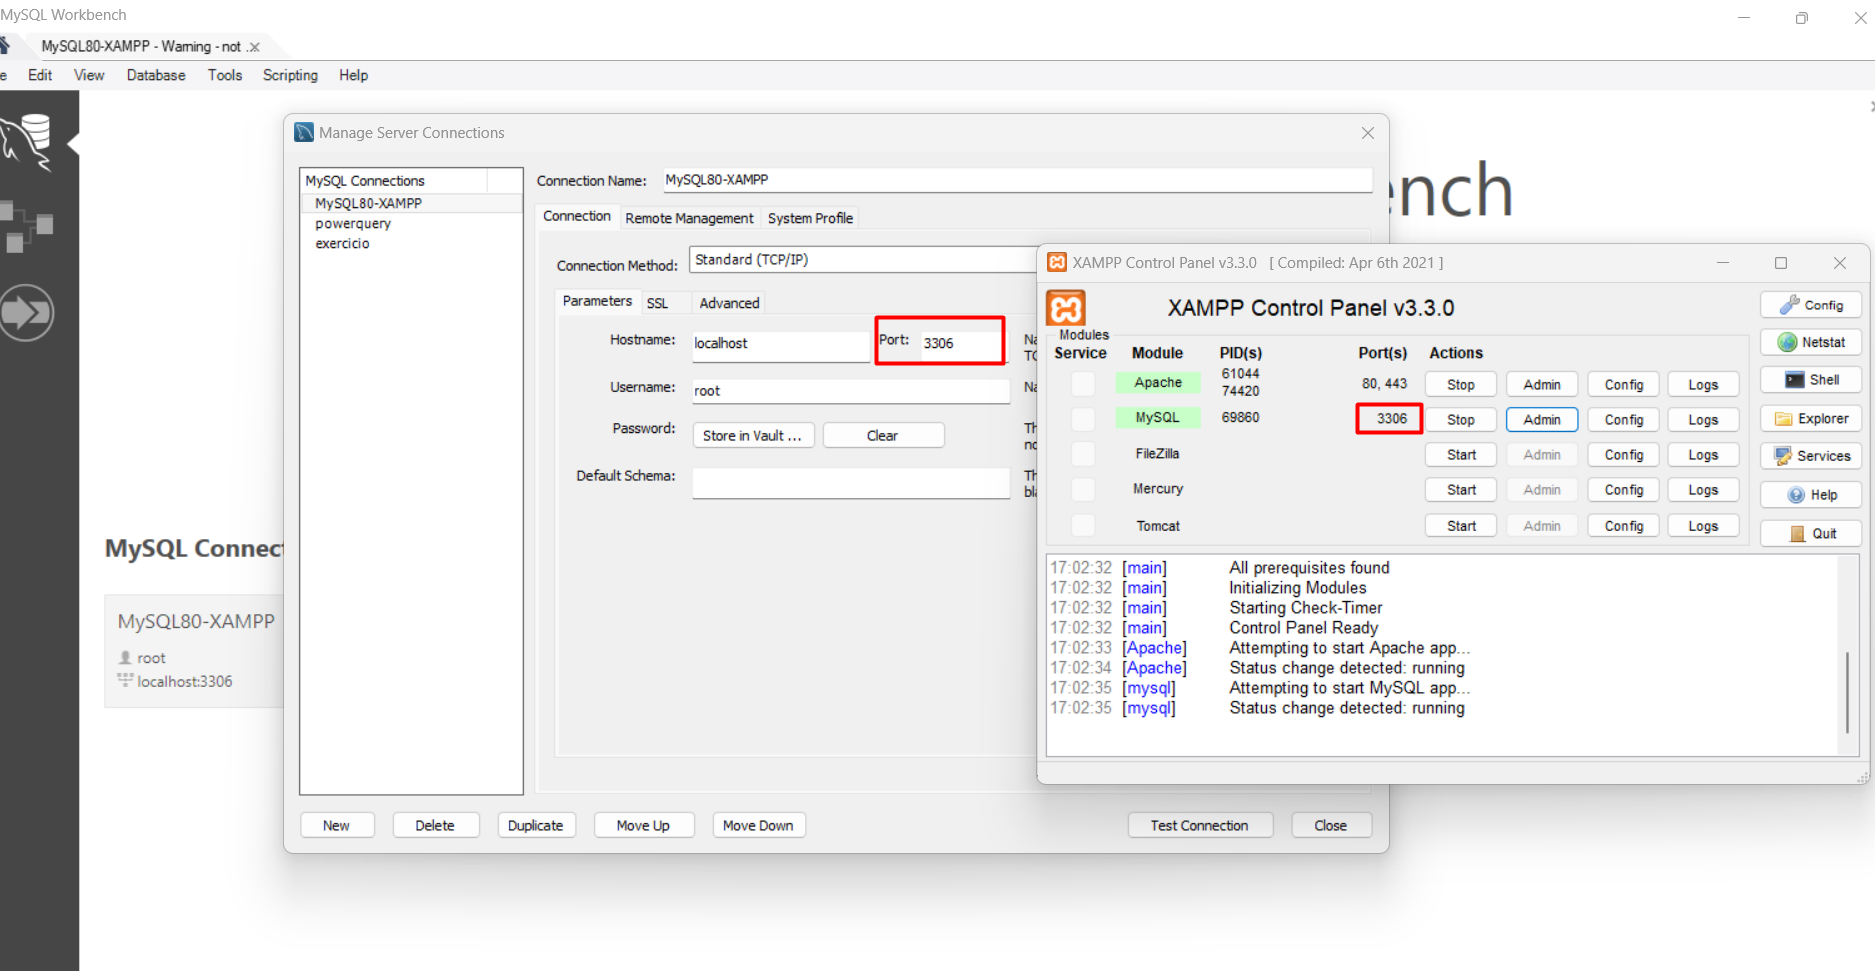 MySQL Workbench
MySQL80-XAMPP - Warning - not .
e Edit View Database Tools Scripting Help
ench
MySQL Connect
MySQL80-XAMPP
root
localhost:3306
Manage Server Connections
MySQL Connections
MySQL80-XAMPP
powerquery
exercicio
Connection Name: MySQL80-XAMPP
Connection Remote Management System Profile
Connection Method: Standard (TCP/IP)
Parameters SSL Advanced
Hostname: localhost Port: 3306 Na
TC
Username: root Na
Password: Store in Vault ... Clear Th
no
Default Schema: Th
bla
New Delete Duplicate Move Up Move Down Test Connection Close
XAMPP Control Panel v3.3.0 [ Compiled: Apr 6th 2021 ]
XAMPP Control Panel v3.3.0
Modules
Service Module PID(s) Port(s) Actions
Apache 61044
74420 80, 443 Stop Admin Config Logs
MySQL 69860 3306 Stop Admin Config Logs
FileZilla Start Admin Config Logs
Mercury Start Admin Config Logs
Tomcat Start Admin Config Logs
Config
Netstat
Shell
Explorer
Services
Help
Quit
17:02:32 [main] All prerequisites found
17:02:32 [main] Initializing Modules
17:02:32 [main] Starting Check-Timer
17:02:32 [main] Control Panel Ready
17:02:33 [Apache] Attempting to start Apache app...
17:02:34 [Apache] Status change detected: running
17:02:35 [mysql] Attempting to start MySQL app...
17:02:35 [mysql] Status change detected: running